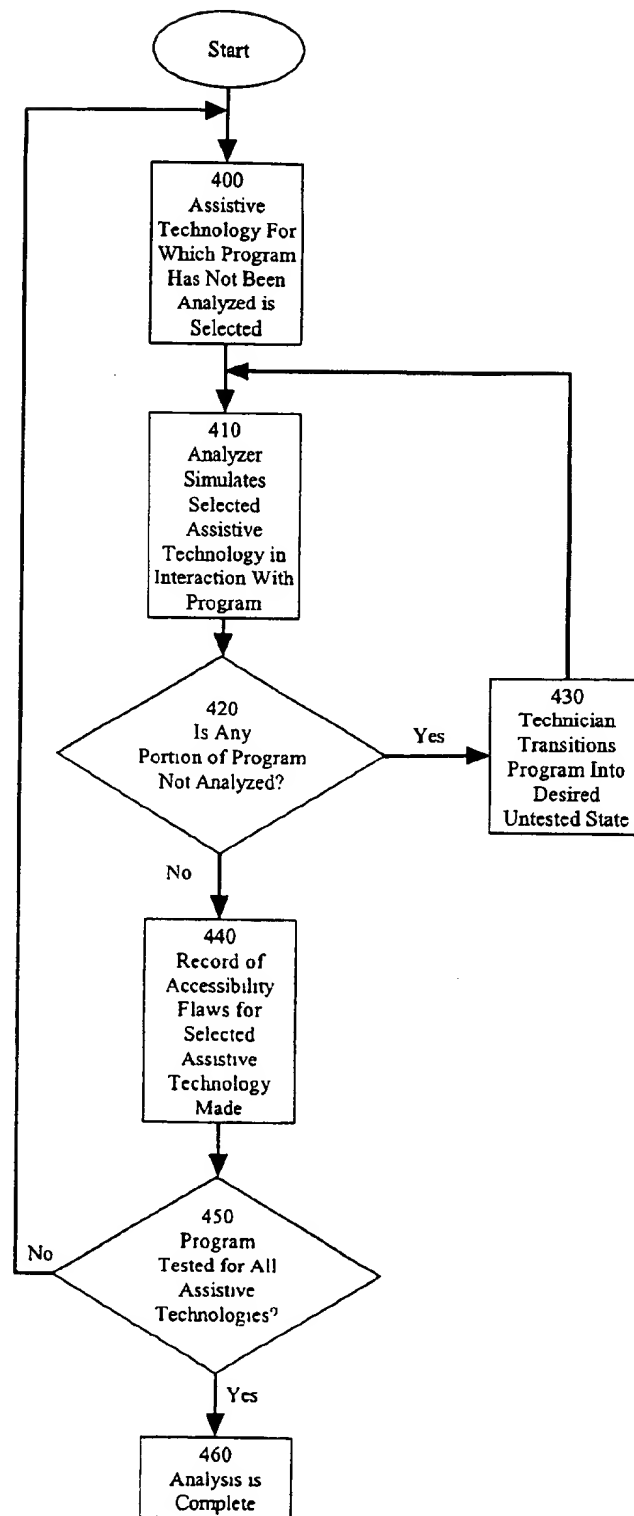 Start
400
Assistive
Technology For
Which Program
Has Not Been
Analyzed is
Selected
410
Analyzer
Simulates
Selected
Assistive
Technology in
Interaction With
Program
420
Is Any
Portion of Program
Not Analyzed?
Yes
430
Technician
Transitions
Program Into
Desired
Untested State
No
440
Record of
Accessibility
Flaws for
Selected
Assistive
Technology
Made
450
Program
Tested for All
Assistive
Technologies?
No
Yes
460
Analysis is
Complete